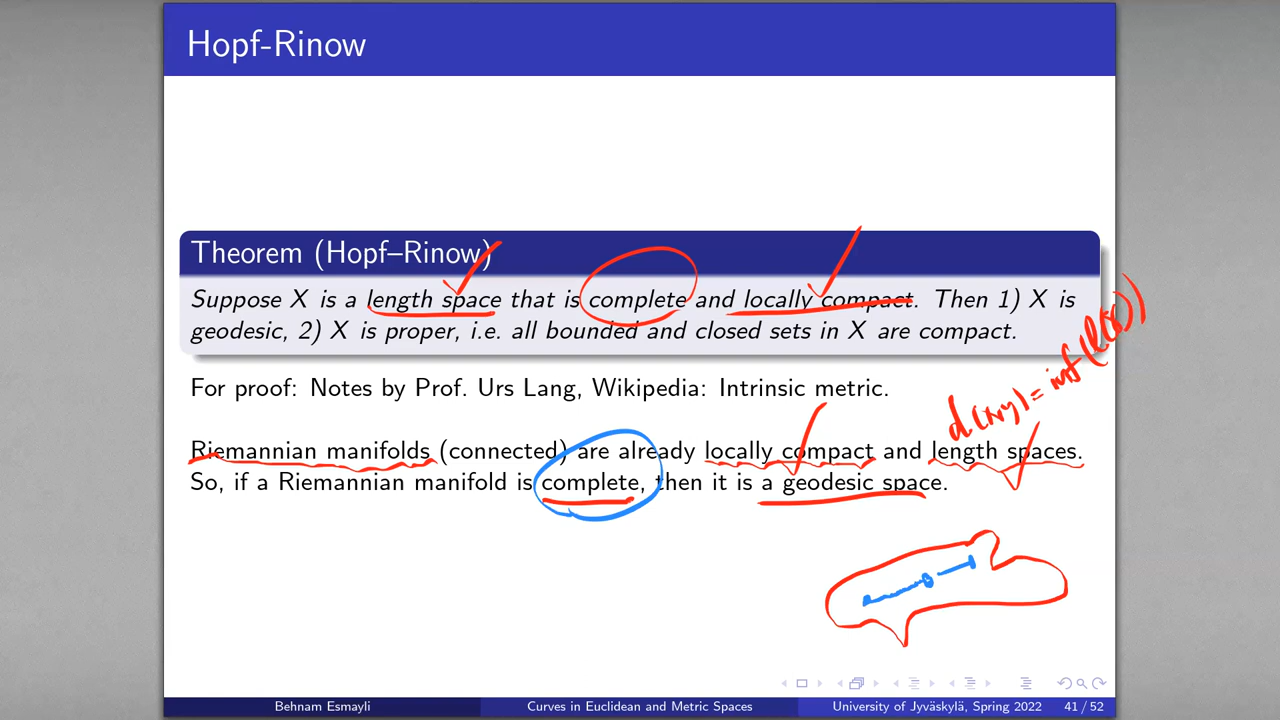 Hopf-Rinow
Theorem (Hopf–Rinow)
Suppose X is a length space that is complete and locally compact. Then 1) X is
geodesic, 2) X is proper, i.e. all bounded and closed sets in X are compact.
For proof: Notes by Prof. Urs Lang, Wikipedia: Intrinsic metric.
d(x,y) = inf(l(γ))
Riemannian manifolds (connected) are already locally compact and length spaces.
So, if a Riemannian manifold is complete, then it is a geodesic space.
Behnam Esmayli Curves in Euclidean and Metric Spaces University of Jyväskylä, Spring 2022 41 / 52